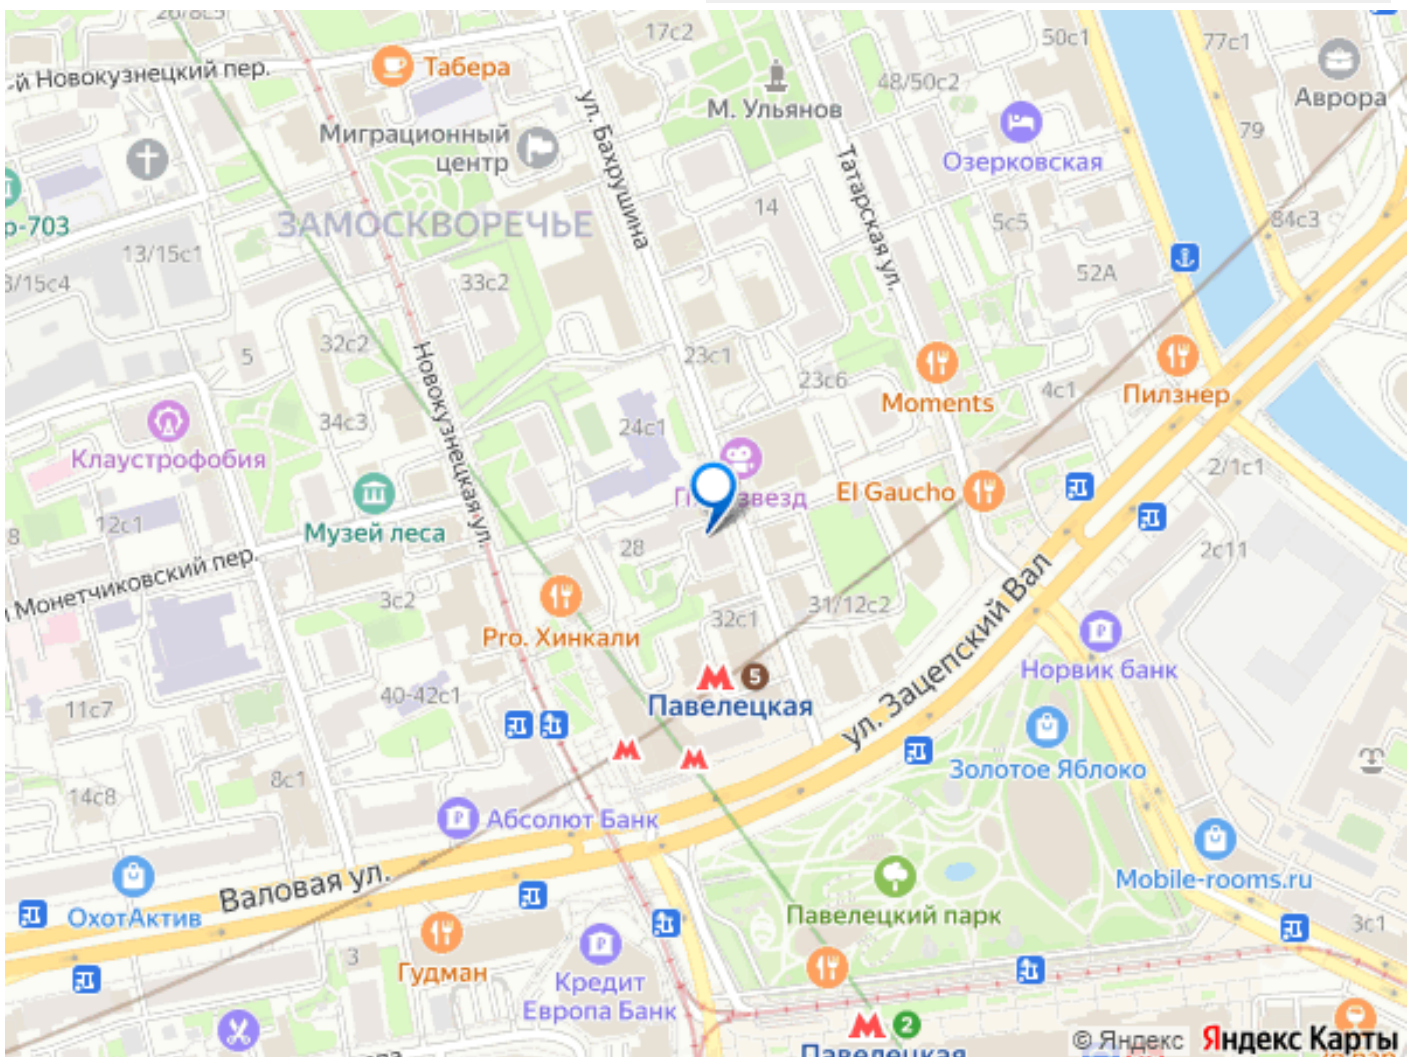 26/8с5
17с2
50с1
77с1
-й Новокузнецкий пер.
Табера
48/50с2
Аврора
М. Ульянов
Миграционный
центр
ул. Бахрушина
79
Озерковская
Татарская ул.
р-703
ЗАМОСКВОРЕЧЬЕ
14
5с5
84с3
13/15с1
3/15с4
33с2
52А
32с2
5
23с1
23с6
Новокузнецкая ул.
Moments
4с1
Пилзнер
34с3
24с1
Клаустрофобия
2/1с1
El Gaucho
звезд
12с1
Музей леса
8
28
2с11
Монетчиковский пер.
3с2
31/12с2
32с1
Pro. Хинкали
ул. Зацепский Вал
Норвик банк
5
Павелецкая
40-42с1
11с7
Золотое Яблоко
8с1
14с8
Абсолют Банк
Валовая ул.
Mobile-rooms.ru
ОхотАктив
Павелецкий парк
3с1
3
Гудман
Кредит
Европа Банк
2
Павелецкая
© Яндекс Яндекс Карты